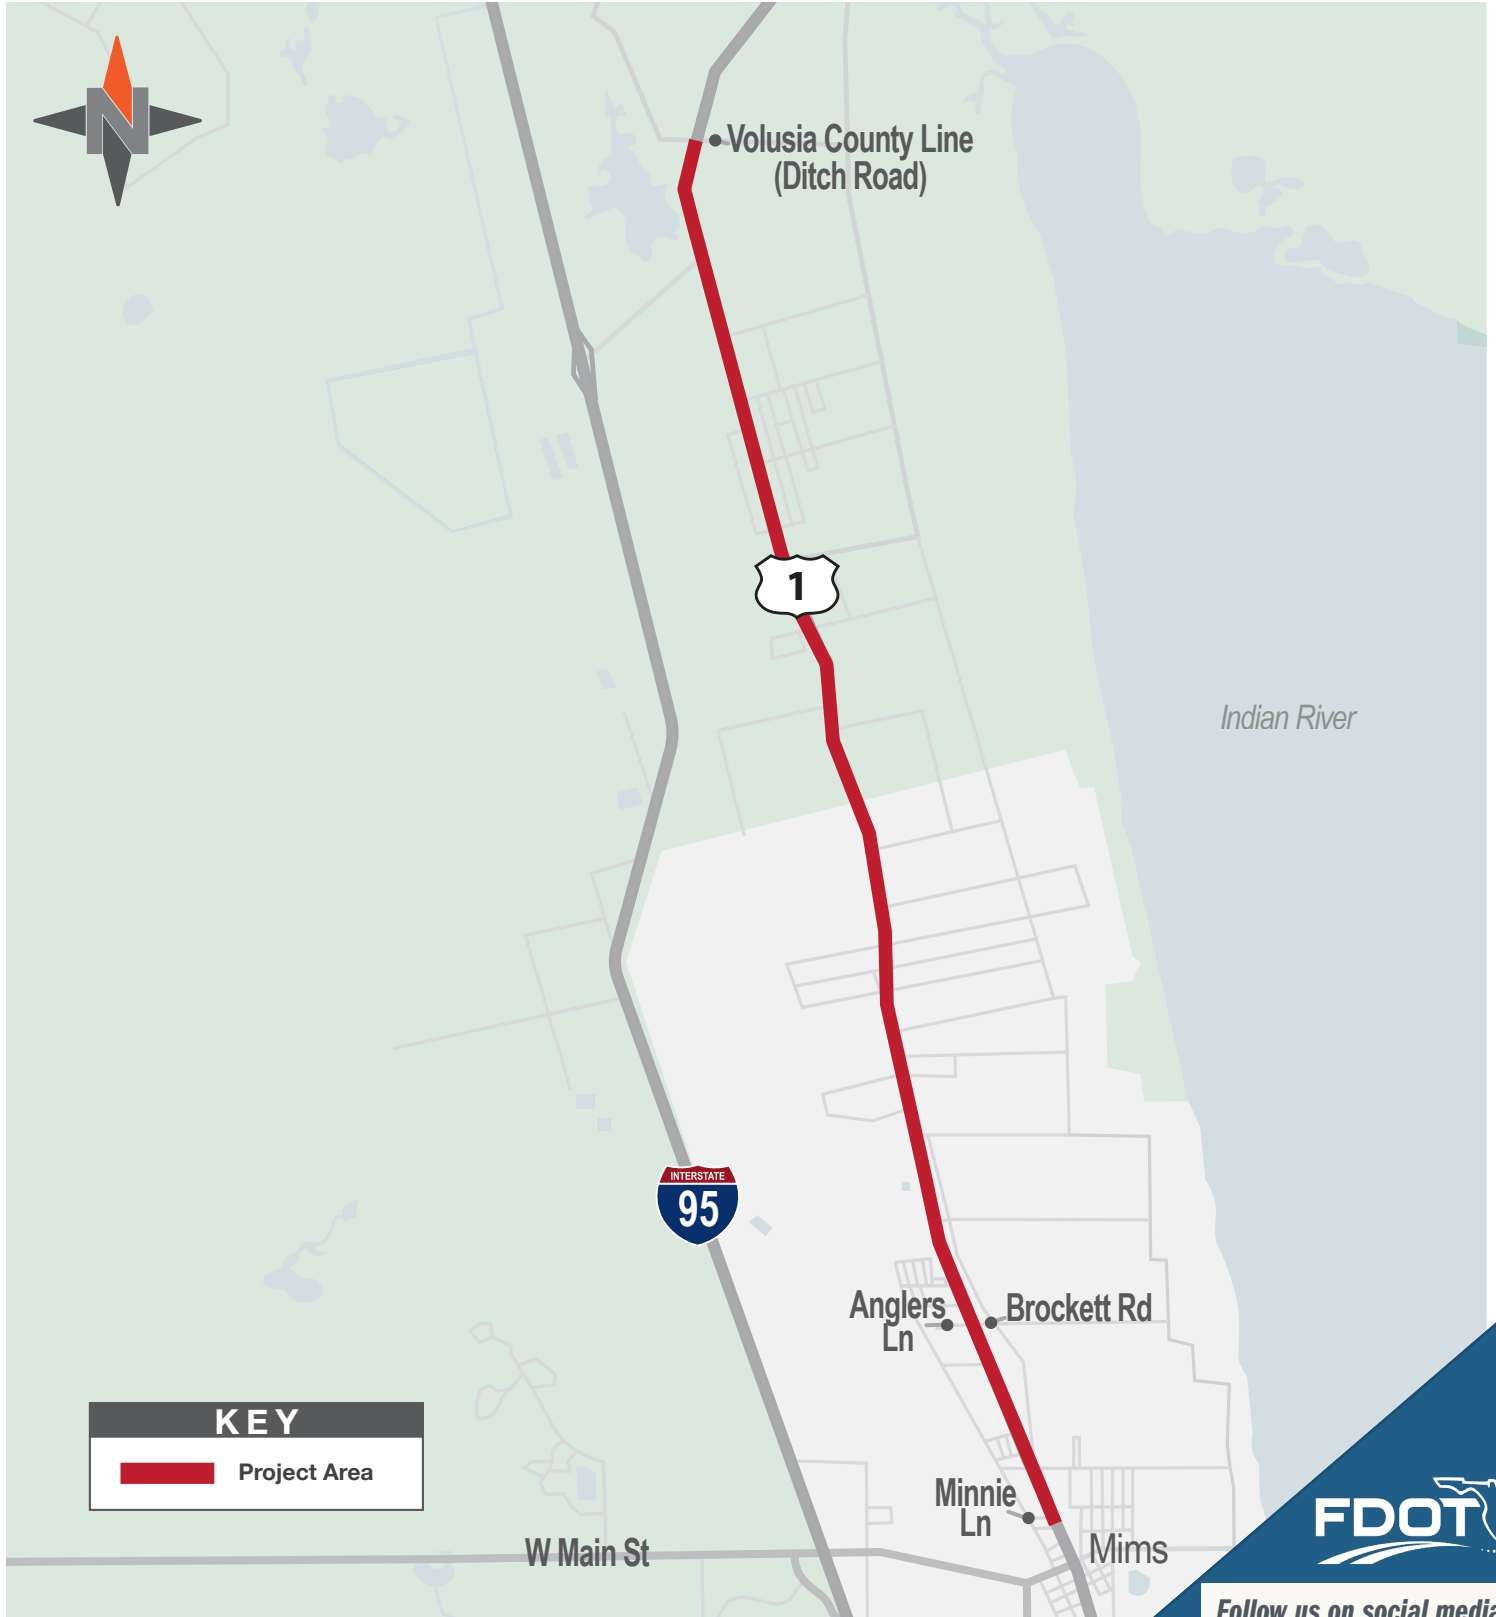 N
Volusia County Line
(Ditch Road)
1
Indian River
INTERSTATE
95
Anglers
Ln
Brockett Rd
KEY
Project Area
Minnie
Ln
W Main St
Mims
FDOT
Follow us on social media